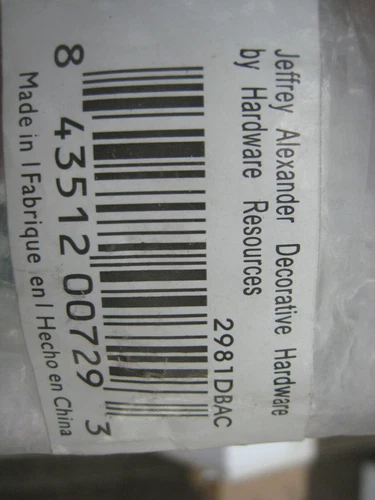 Jeffrey Alexander Decorative Hardware
by Hardware Resources
2981DBAC
8 43512 00729 3
Made in / Fabrique en / Hecho en China